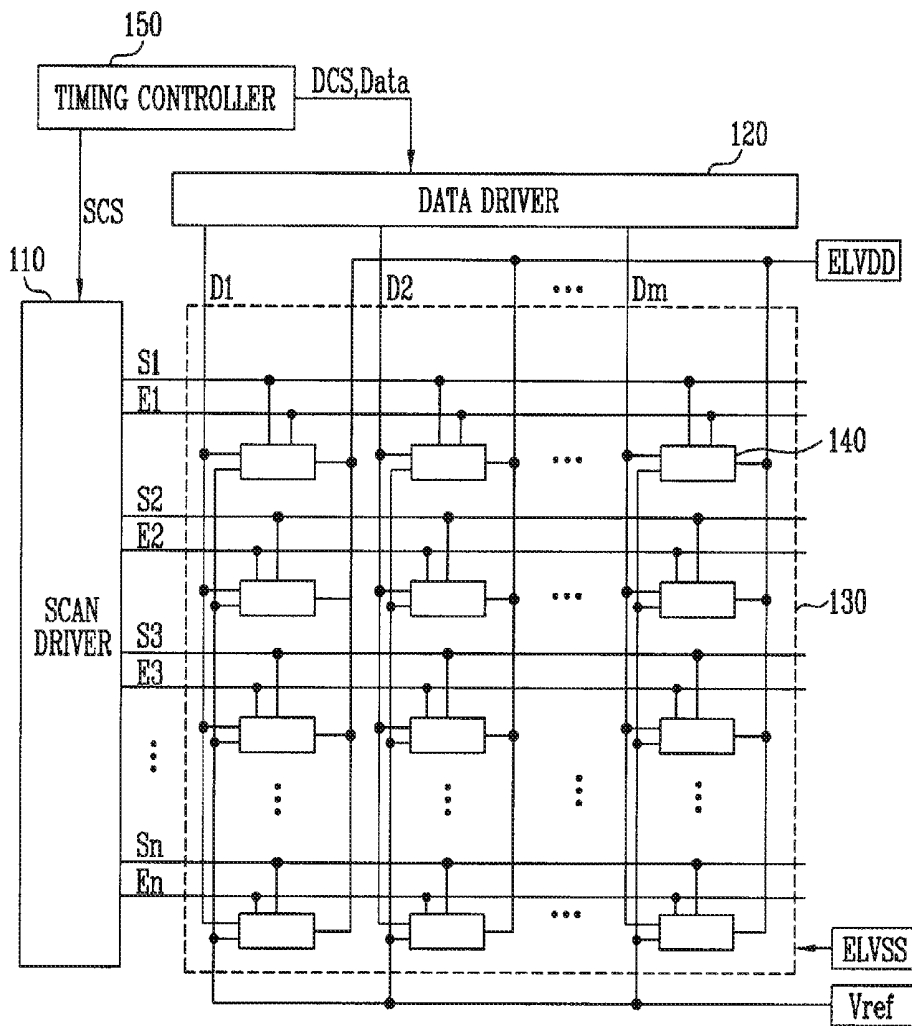 150
TIMING CONTROLLER
DCS,Data
120
DATA DRIVER
SCS
110
ELVDD
D1
D2
...
Dm
S1
E1
140
...
S2
E2
SCAN
DRIVER
...
130
S3
E3
Sn
En
...
ELVSS
Vref